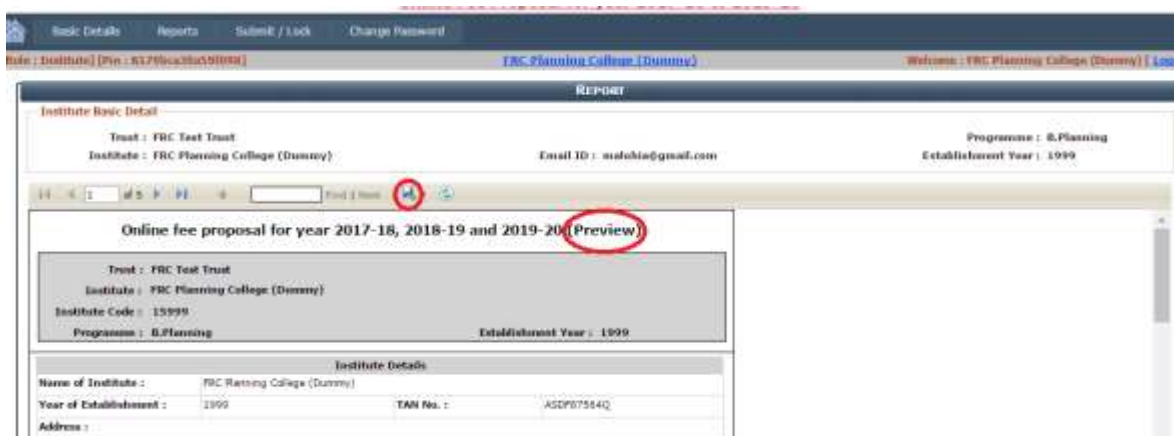 Basic Details Reports Submit / Lock Change Password
FRC Planning College (Dummy) Welcome : FRC Planning College (Dummy) [
REPORT
Institute Basic Detail
Trust : FRC Test Trust Programme : B.Planning
Institute : FRC Planning College (Dummy) Email ID : Establishment Year : 1999
1 of 5 Find | Next
Online fee proposal for year 2017-18, 2018-19 and 2019-20 (Preview)
Trust : FRC Test Trust
Institute : FRC Planning College (Dummy)
Institute Code : 15999
Programme : B.Planning Establishment Year : 1999
Institute Details
Name of Institute : FRC Planning College (Dummy)
Year of Establishment : 1999 TAN No. :
Address :